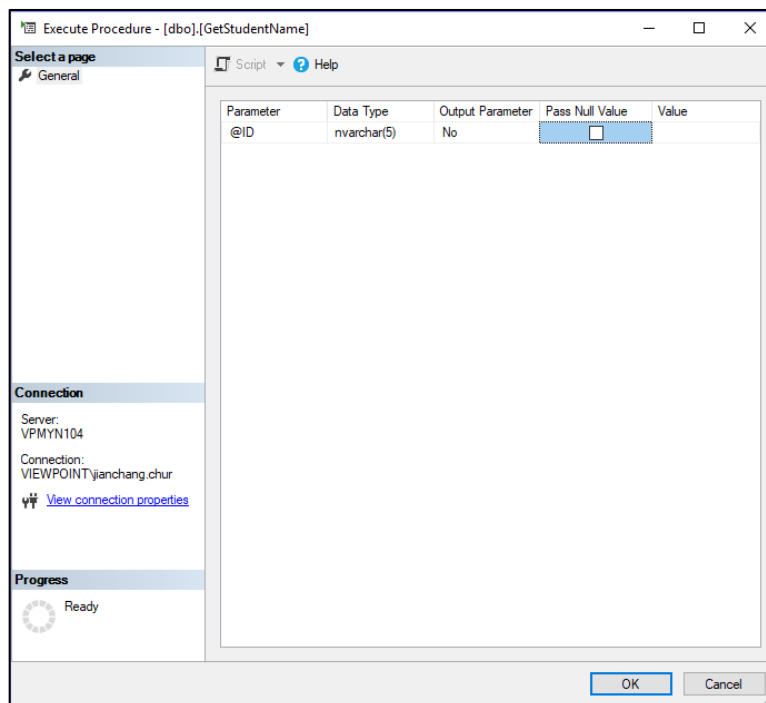 Execute Procedure - [dbo].[GetStudentName]
Select a page
General
Script
Help
Parameter Data Type Output Parameter Pass Null Value Value
@ID nvarchar(5) No
Connection
Server:
VPMYN104
Connection:
VIEWPOINT\jianchang.chur
View connection properties
Progress
Ready
OK Cancel